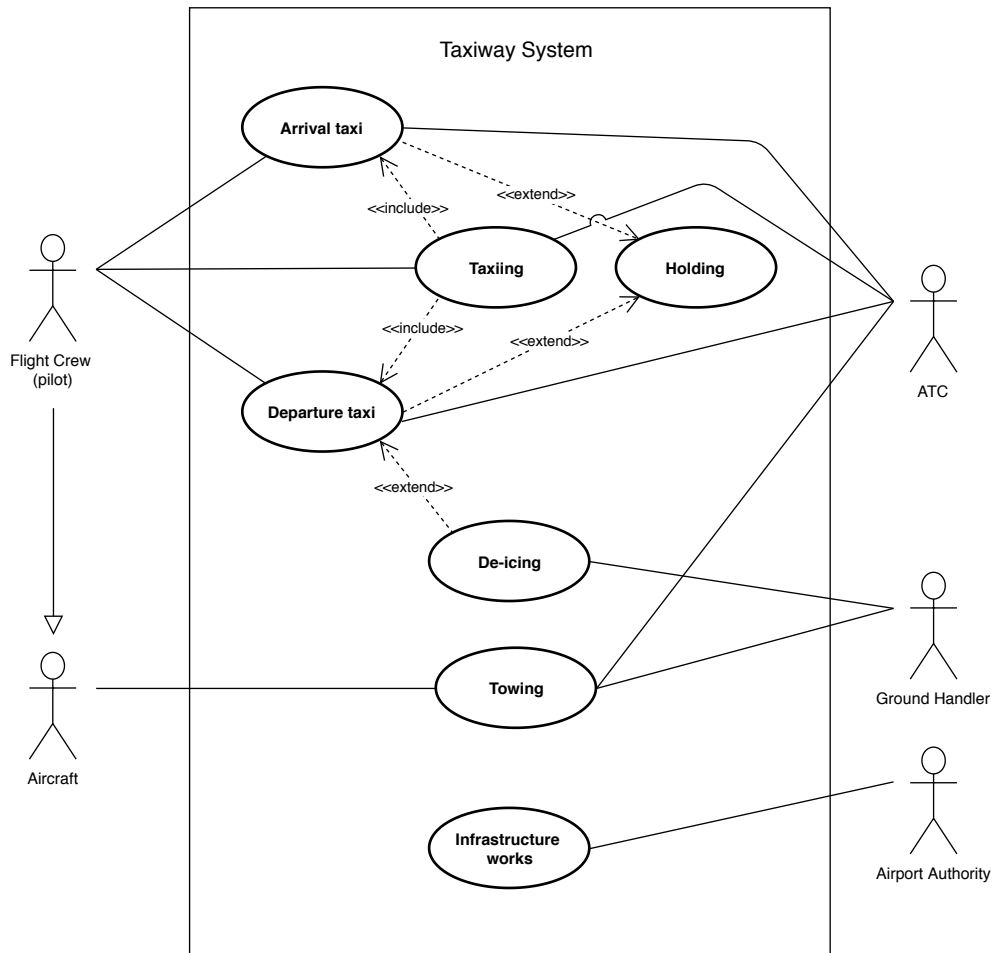 Taxiway System
Arrival taxi
<<extend>>
<<include>>
Taxiing
Holding
Flight Crew
(pilot)
<<include>>
<<extend>>
ATC
Departure taxi
<<extend>>
De-icing
Towing
Ground Handler
Aircraft
Infrastructure
works
Airport Authority